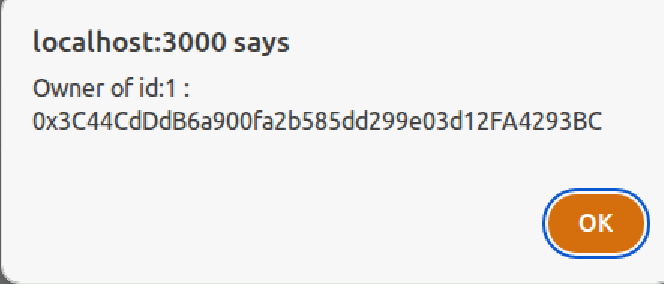 localhost:3000 says
Owner of id:1 :
0x3C44CdDdB6a900fa2b585dd299e03d12FA4293BC
OK